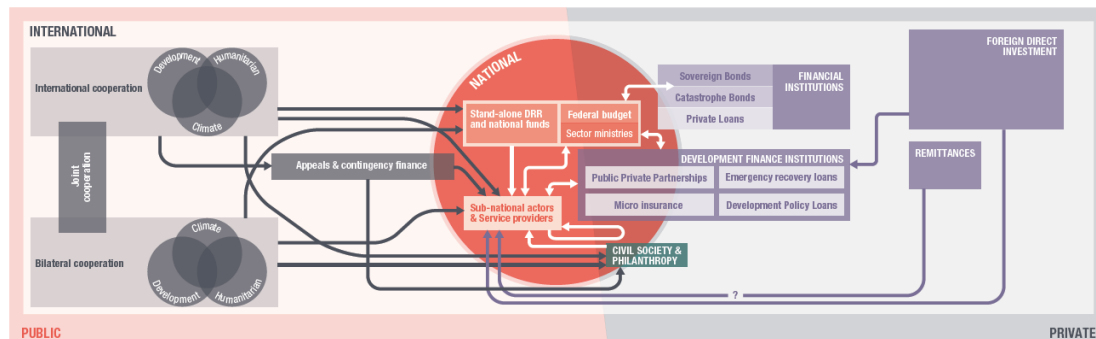 INTERNATIONAL
International cooperation
Development
Humanitarian
Climate
Joint
cooperation
Bilateral cooperation
Climate
Development
Humanitarian
Appeals & contingency finance
NATIONAL
Stand-alone DRR
and national funds
Federal budget
Sector ministries
Sub-national actors
& Service providers
Sovereign Bonds
Catastrophe Bonds
Private Loans
FINANCIAL
INSTITUTIONS
DEVELOPMENT FINANCE INSTITUTIONS
Public Private Partnerships
Emergency recovery loans
Micro insurance
Development Policy Loans
CIVIL SOCIETY &
PHILANTHROPY
FOREIGN DIRECT
INVESTMENT
REMITTANCES
?
PUBLIC
PRIVATE